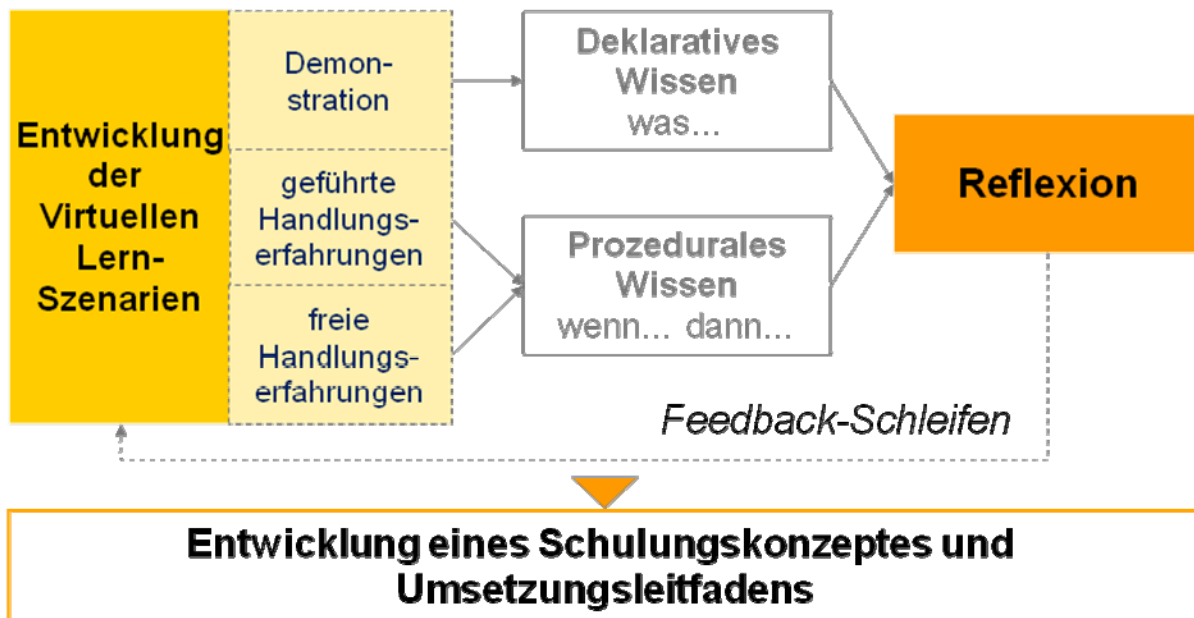 Entwicklung
der
Virtuellen
Lern-
Szenarien
Demon-
stration
geführte
Handlungs-
erfahrungen
freie
Handlungs-
erfahrungen
Deklaratives
Wissen
was...
Prozedurales
Wissen
wenn... dann...
Reflexion
Feedback-Schleifen
Entwicklung eines Schulungskonzeptes und
Umsetzungsleitfadens